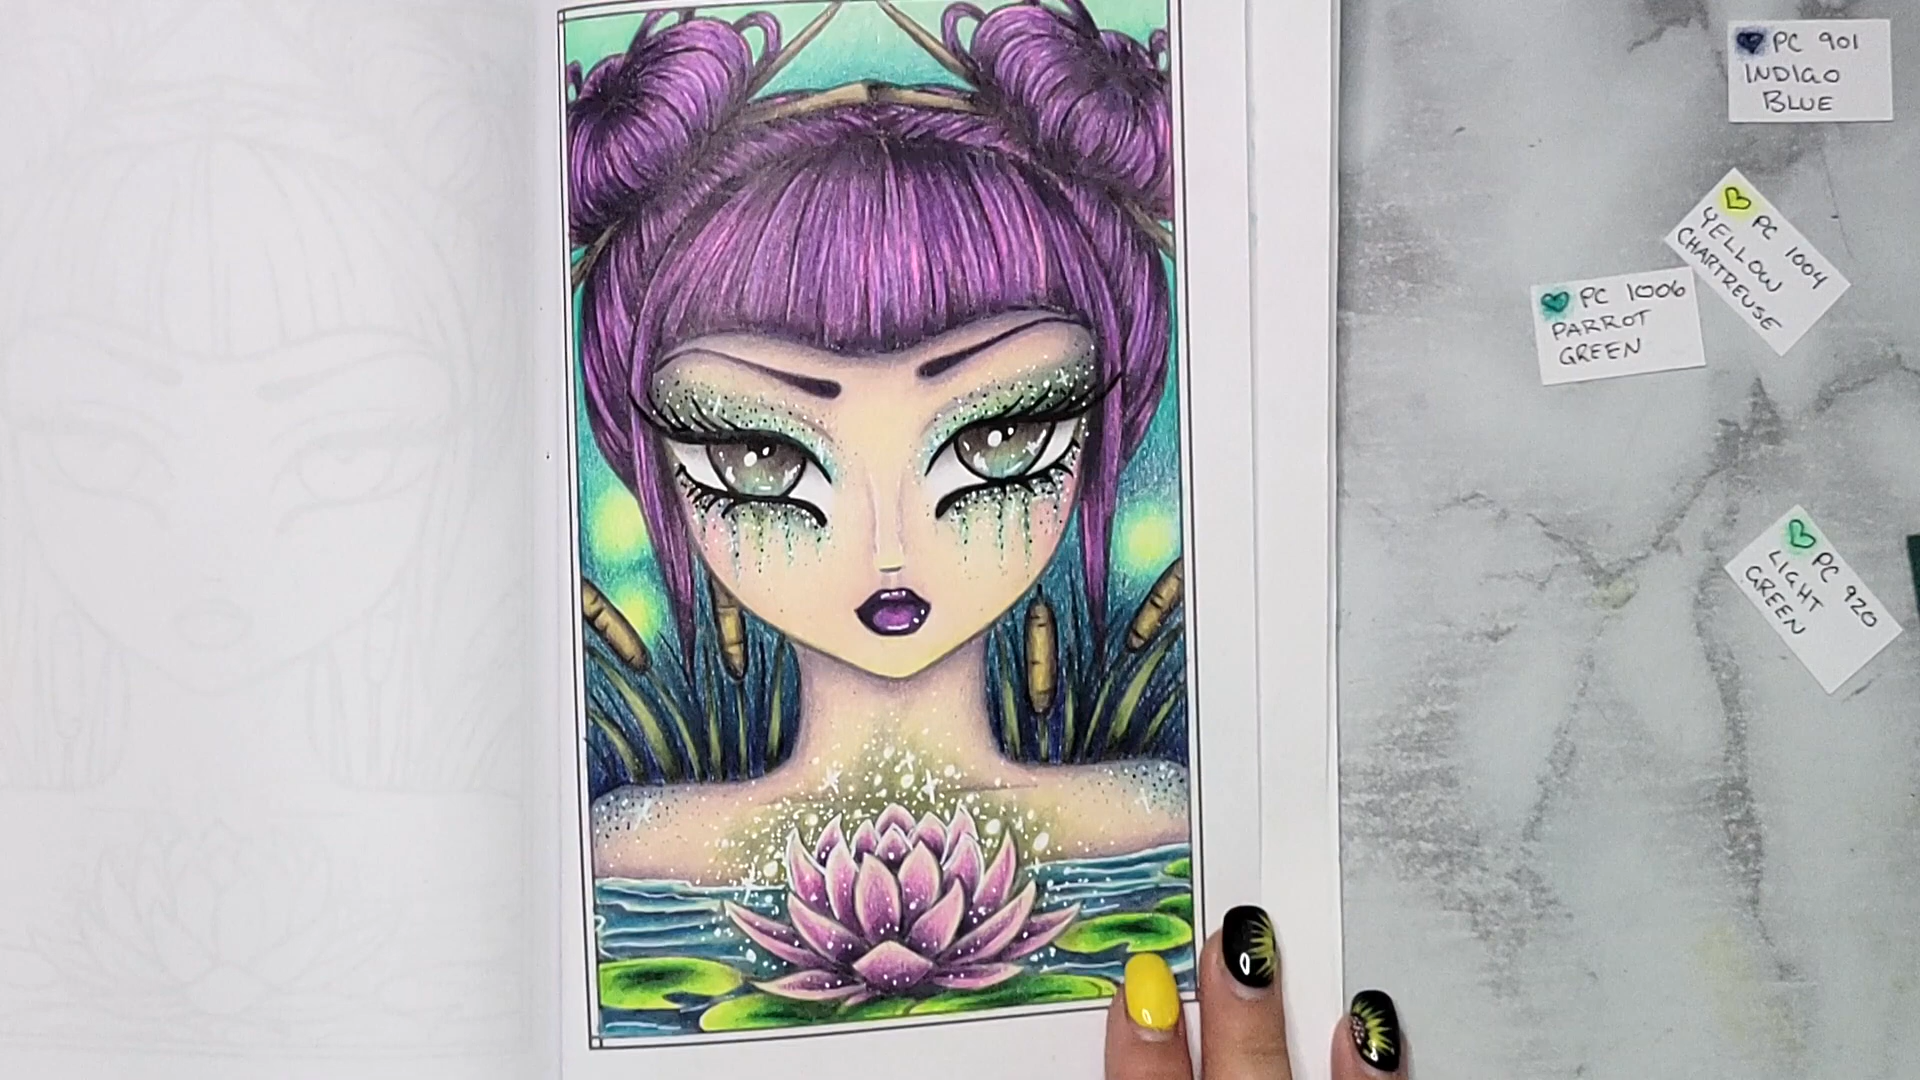 PC 901
INDIGO
BLUE
PC 1004
YELLOW
CHARTREUSE
PC 1006
PARROT
GREEN
PC 920
LIGHT
GREEN